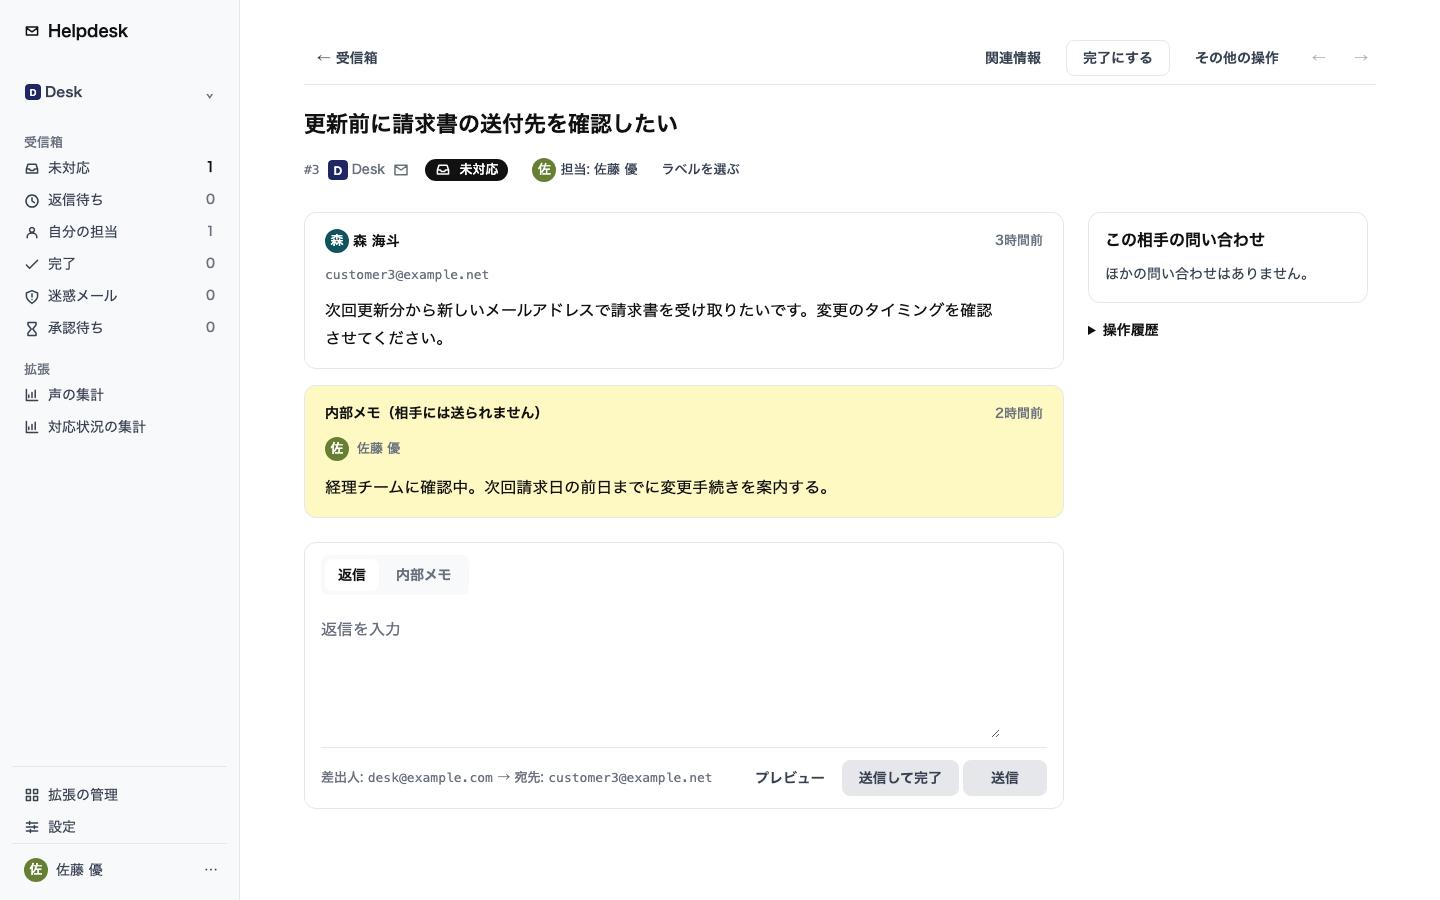 Helpdesk
D Desk
受信箱
未対応 1
返信待ち 0
自分の担当 1
完了 0
迷惑メール 0
承認待ち 0
拡張
声の集計
対応状況の集計
拡張の管理
設定
佐 佐藤 優 …
← 受信箱 関連情報 完了にする その他の操作 ← →
更新前に請求書の送付先を確認したい
#3 D Desk 未対応 佐 担当: 佐藤 優 ラベルを選ぶ
森 森 海斗 3時間前
customer3@example.net
次回更新分から新しいメールアドレスで請求書を受け取りたいです。変更のタイミングを確認
させてください。
内部メモ（相手には送られません） 2時間前
佐 佐藤 優
経理チームに確認中。次回請求日の前日までに変更手続きを案内する。
返信 内部メモ
返信を入力
差出人: desk@example.com → 宛先: customer3@example.net プレビュー 送信して完了 送信
この相手の問い合わせ
ほかの問い合わせはありません。
▶ 操作履歴